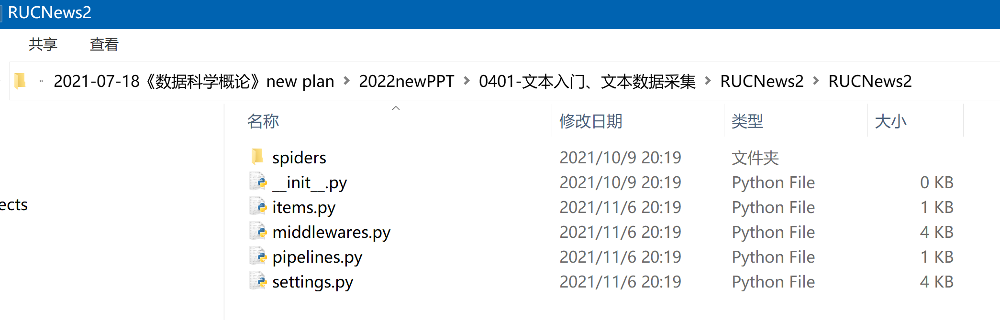 RUCNews2
共享 查看
« 2021-07-18《数据科学概论》new plan > 2022newPPT > 0401-文本入门、文本数据采集 > RUCNews2 > RUCNews2
名称 修改日期 类型 大小
spiders 2021/10/9 20:19 文件夹
__init__.py 2021/10/9 20:19 Python File 0 KB
items.py 2021/11/6 20:19 Python File 1 KB
ects
middlewares.py 2021/11/6 20:19 Python File 4 KB
pipelines.py 2021/11/6 20:19 Python File 1 KB
settings.py 2021/11/6 20:19 Python File 4 KB